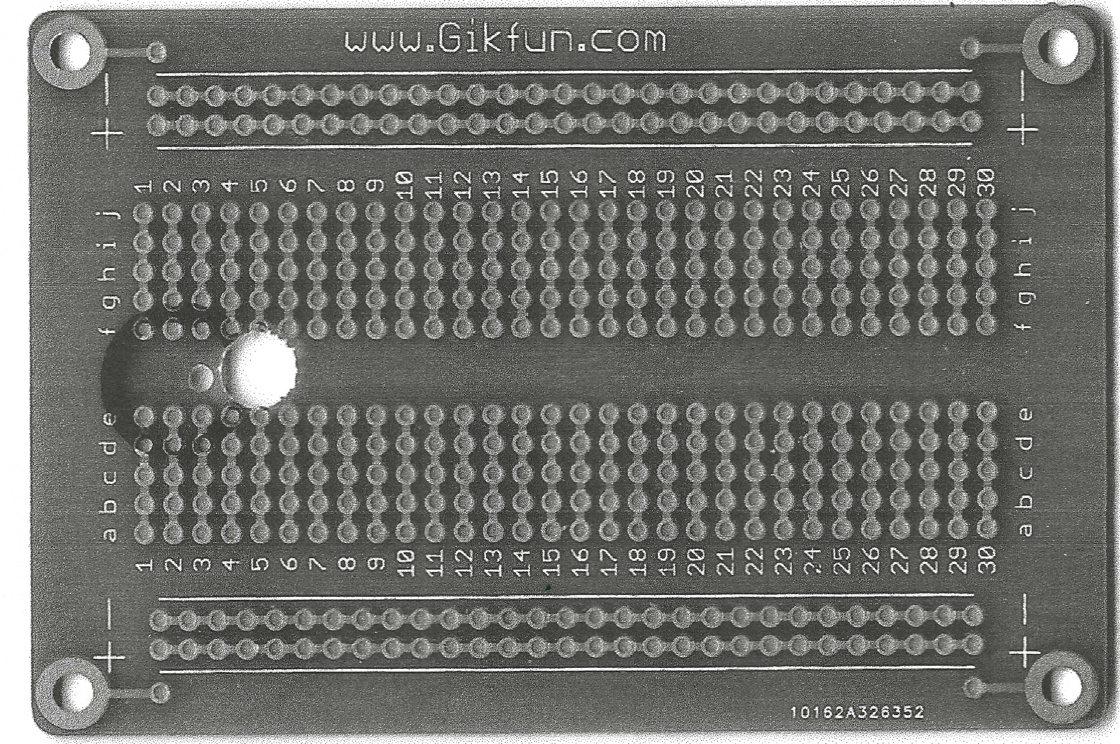 www.Gikfun.com
− −
+ +
1 2 3 4 5 6 7 8 9 10 11 12 13 14 15 16 17 18 19 20 21 22 23 24 25 26 27 28 29 30
j j
i i
h h
g g
f f
e e
d d
c c
b b
a a
1 2 3 4 5 6 7 8 9 10 11 12 13 14 15 16 17 18 19 20 21 22 23 24 25 26 27 28 29 30
− −
+ +
10162A326352